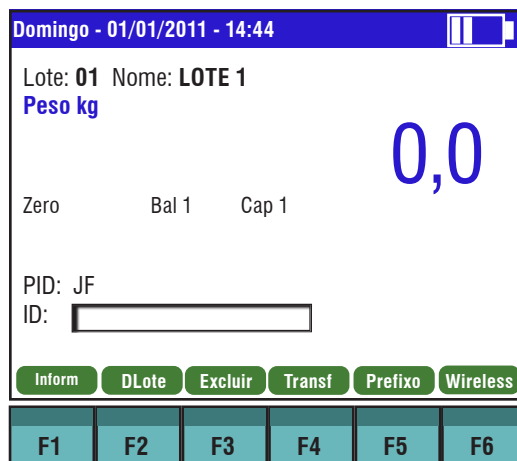 Domingo - 01/01/2011 - 14:44
Lote: 01 Nome: LOTE 1
Peso kg
0,0
Zero Bal 1 Cap 1
PID: JF
ID:
Inform DLote Excluir Transf Prefixo Wireless
F1 F2 F3 F4 F5 F6